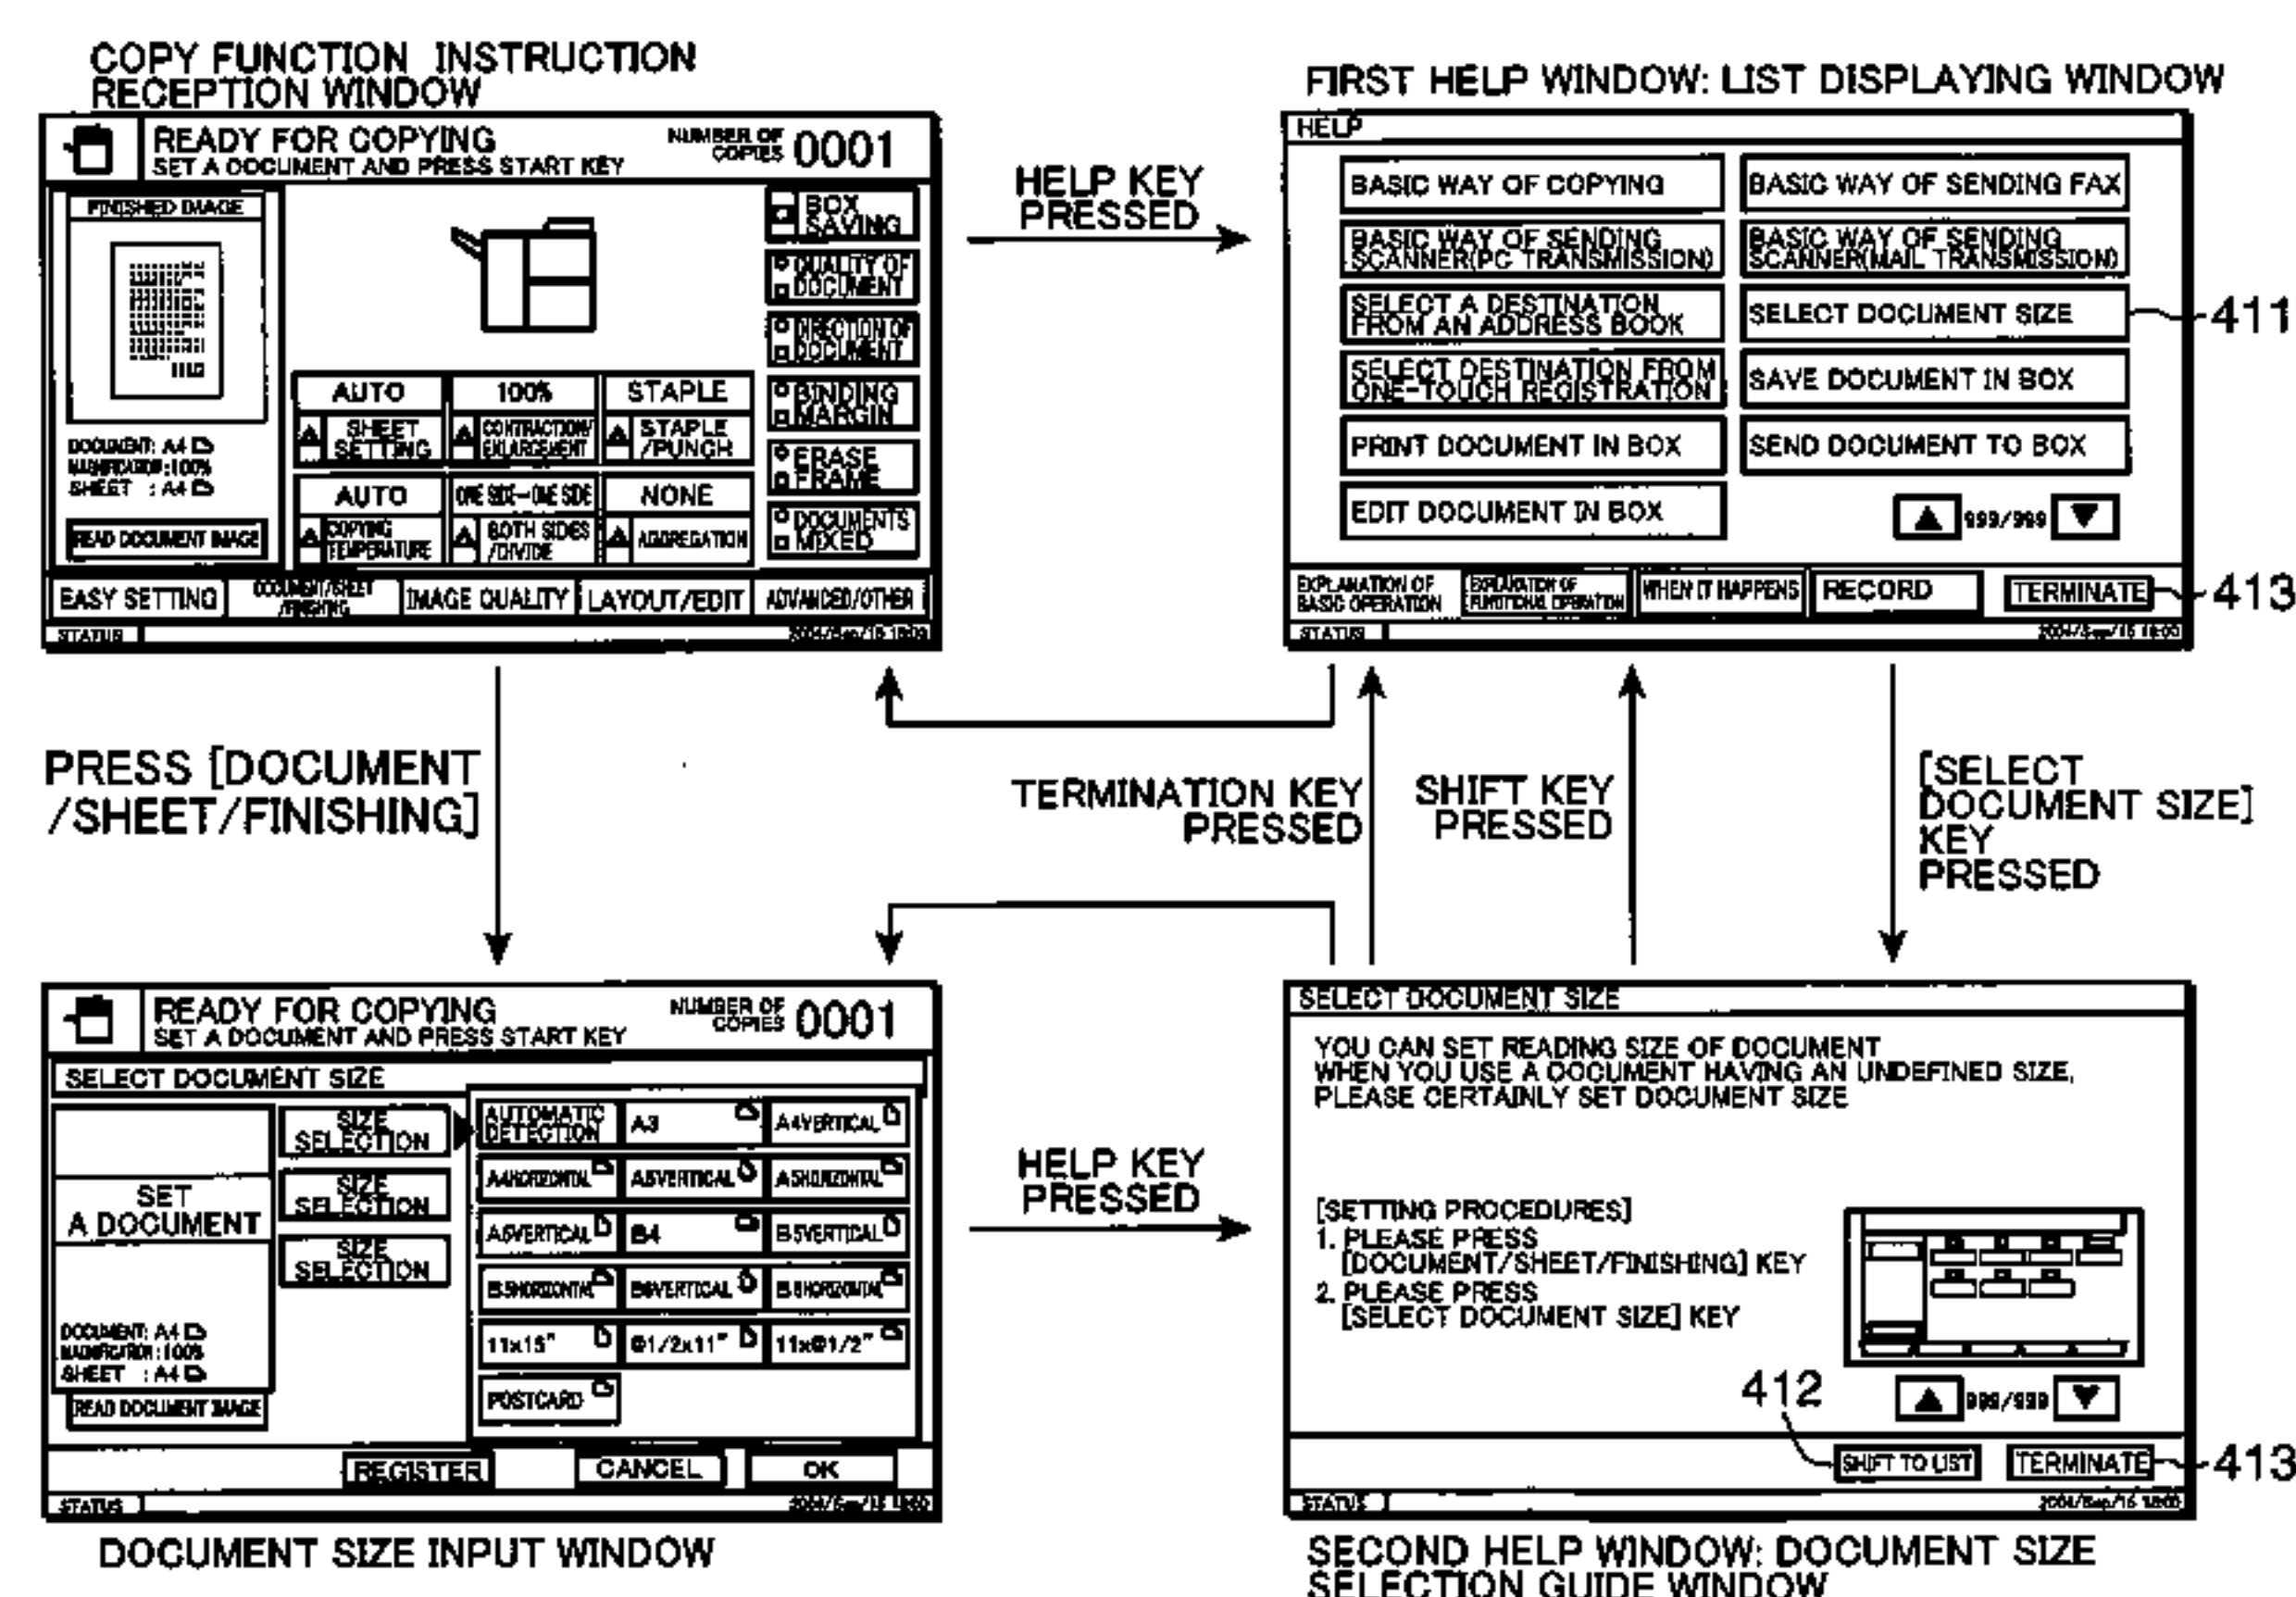 COPY FUNCTION INSTRUCTION
RECEPTION WINDOW
READY FOR COPYING
SET A DOCUMENT AND PRESS START KEY
NUMBER OF
COPIES 0001
FINISHED IMAGE
DOCUMENT: A4
MAGNIFICATION:100%
SHEET : A4
READ DOCUMENT IMAGE
AUTO
SHEET
SETTING
100%
CONTRACTION/
ENLARGEMENT
STAPLE
STAPLE
/PUNCH
AUTO
COPYING
TEMPERATURE
ONE SIDE-ONE SIDE
BOTH SIDES
/DIVIDE
NONE
AGGREGATION
BOX
SAVING
QUALITY OF
DOCUMENT
DIRECTION OF
DOCUMENT
BINDING
MARGIN
ERASE
FRAME
DOCUMENTS
MIXED
EASY SETTING
DOCUMENT/SHEET
/FINISHING
IMAGE QUALITY
LAYOUT/EDIT
ADVANCED/OTHER
STATUS
HELP KEY
PRESSED
FIRST HELP WINDOW: LIST DISPLAYING WINDOW
HELP
BASIC WAY OF COPYING
BASIC WAY OF SENDING FAX
BASIC WAY OF SENDING
SCANNER(PC TRANSMISSION)
BASIC WAY OF SENDING
SCANNER(MAIL TRANSMISSION)
SELECT A DESTINATION
FROM AN ADDRESS BOOK
SELECT DOCUMENT SIZE
411
SELECT DESTINATION FROM
ONE-TOUCH REGISTRATION
SAVE DOCUMENT IN BOX
PRINT DOCUMENT IN BOX
SEND DOCUMENT TO BOX
EDIT DOCUMENT IN BOX
▲ 999/999 ▼
EXPLANATION OF
BASIC OPERATION
EXPLANATION OF
FUNCTIONAL OPERATION
WHEN IT HAPPENS
RECORD
TERMINATE
413
STATUS
2004/Sep/15 18:00
PRESS [DOCUMENT
/SHEET/FINISHING]
TERMINATION KEY
PRESSED
SHIFT KEY
PRESSED
[SELECT
DOCUMENT SIZE]
KEY
PRESSED
READY FOR COPYING
SET A DOCUMENT AND PRESS START KEY
NUMBER OF
COPIES 0001
SELECT DOCUMENT SIZE
SET
A DOCUMENT
DOCUMENT: A4
MAGNIFICATION:100%
SHEET : A4
READ DOCUMENT IMAGE
SIZE
SELECTION
SIZE
SELECTION
SIZE
SELECTION
AUTOMATIC
DETECTION
A3
A4VERTICAL
A4HORIZONTAL
A5VERTICAL
A5HORIZONTAL
A6VERTICAL
B4
B5VERTICAL
B5HORIZONTAL
B6VERTICAL
B6HORIZONTAL
11x15"
POSTCARD
REGISTER
CANCEL
OK
STATUS
DOCUMENT SIZE INPUT WINDOW
HELP KEY
PRESSED
SELECT DOCUMENT SIZE
YOU CAN SET READING SIZE OF DOCUMENT
WHEN YOU USE A DOCUMENT HAVING AN UNDEFINED SIZE,
PLEASE CERTAINLY SET DOCUMENT SIZE
[SETTING PROCEDURES]
1. PLEASE PRESS
[DOCUMENT/SHEET/FINISHING] KEY
2. PLEASE PRESS
[SELECT DOCUMENT SIZE] KEY
412
▲ 999/999 ▼
SHIFT TO LIST
TERMINATE
413
STATUS
SECOND HELP WINDOW: DOCUMENT SIZE
SELECTION GUIDE WINDOW